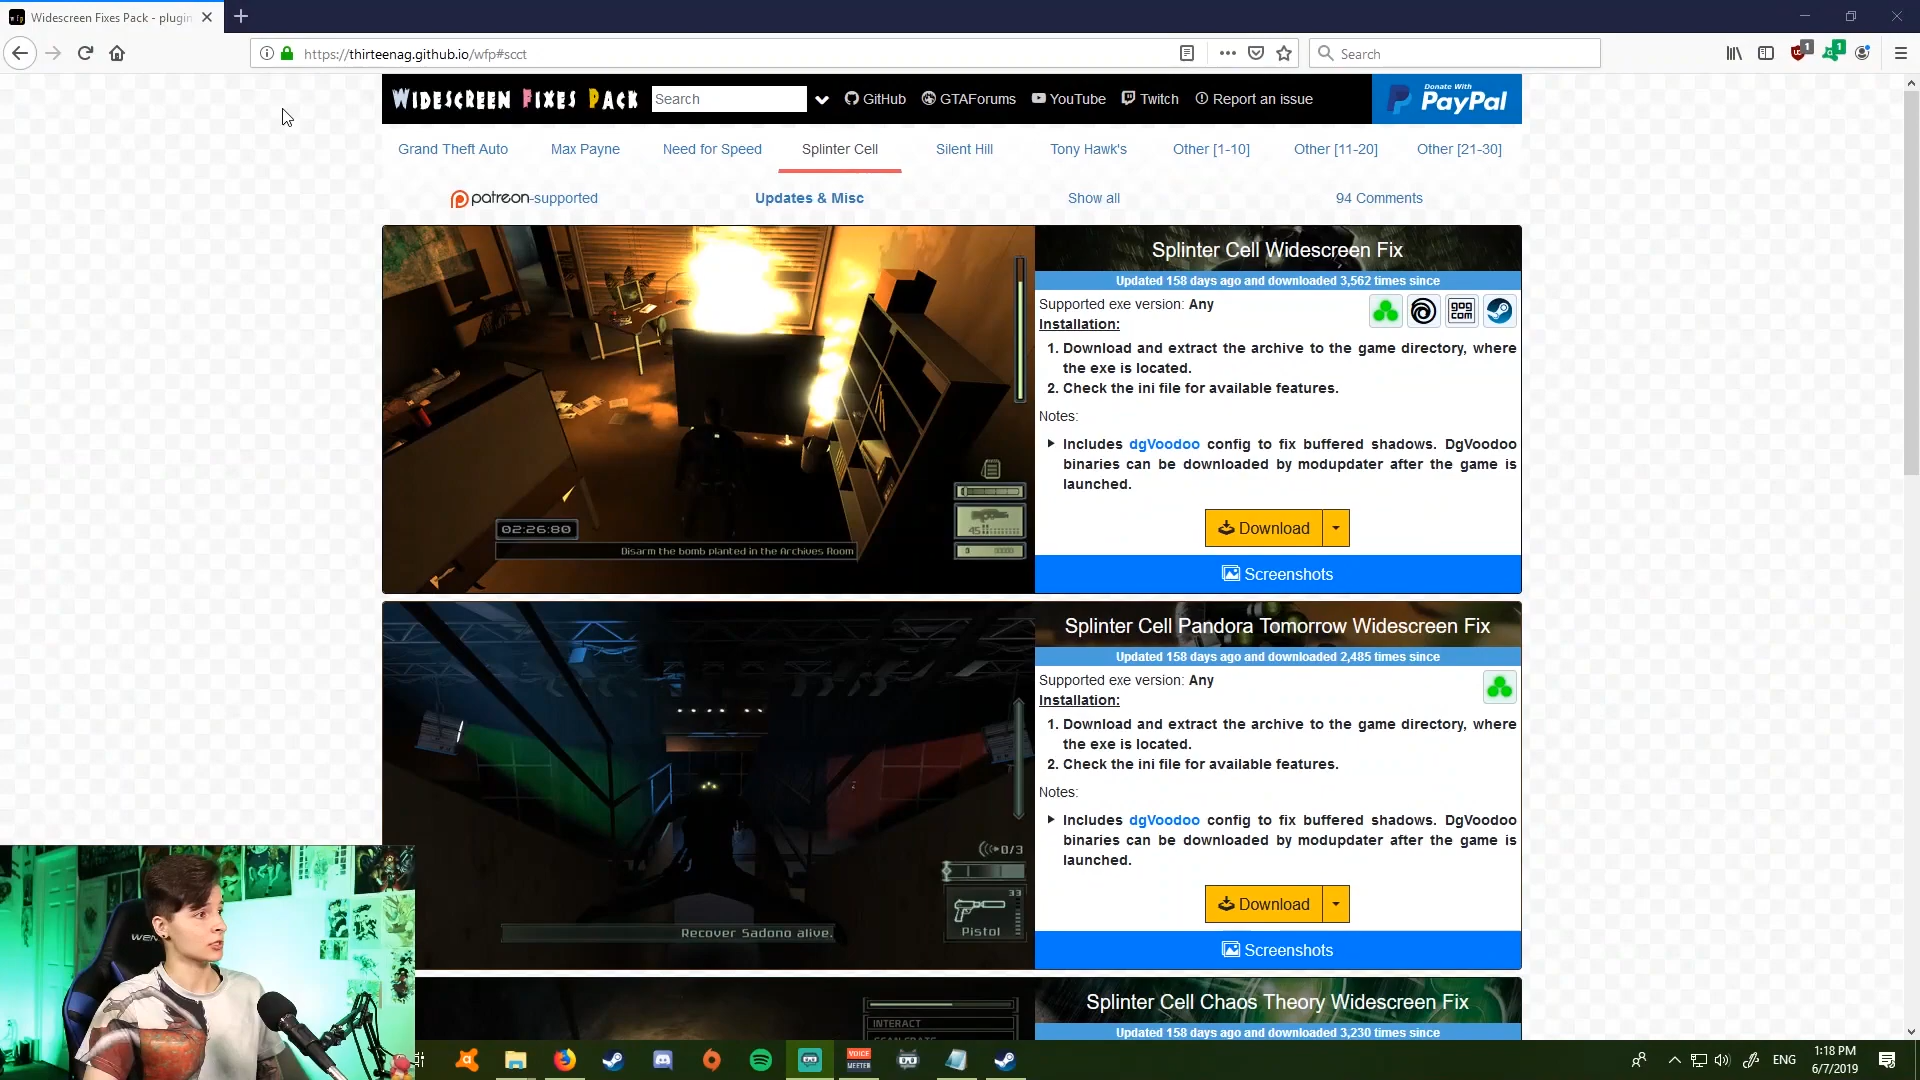 Widescreen Fixes Pack - plugin
https://thirteenag.github.io/wfp#scct
Search
1
1
WIDESCREEN FIXES PACK
Search
GitHub
GTAForums
YouTube
Twitch
Report an issue
Donate With
PayPal
Grand Theft Auto
Max Payne
Need for Speed
Splinter Cell
Silent Hill
Tony Hawk's
Other [1-10]
Other [11-20]
Other [21-30]
patreon-supported
Updates & Misc
Show all
94 Comments
02:26:80
Disarm the bomb planted in the Archives Room
45
Splinter Cell Widescreen Fix
Updated 158 days ago and downloaded 3,562 times since
Supported exe version: Any
gog
com
Installation:
1. Download and extract the archive to the game directory, where
the exe is located.
2. Check the ini file for available features.
Notes:
Includes dgVoodoo config to fix buffered shadows. DgVoodoo
binaries can be downloaded by modupdater after the game is
launched.
Download
Screenshots
0/3
33
Pistol
Recover Sadono alive.
Splinter Cell Pandora Tomorrow Widescreen Fix
Updated 158 days ago and downloaded 2,485 times since
Supported exe version: Any
Installation:
1. Download and extract the archive to the game directory, where
the exe is located.
2. Check the ini file for available features.
Notes:
Includes dgVoodoo config to fix buffered shadows. DgVoodoo
binaries can be downloaded by modupdater after the game is
launched.
Download
Screenshots
INTERACT
Splinter Cell Chaos Theory Widescreen Fix
Updated 158 days ago and downloaded 3,230 times since
VOICE
MEETER
ENG
1:18 PM
6/7/2019